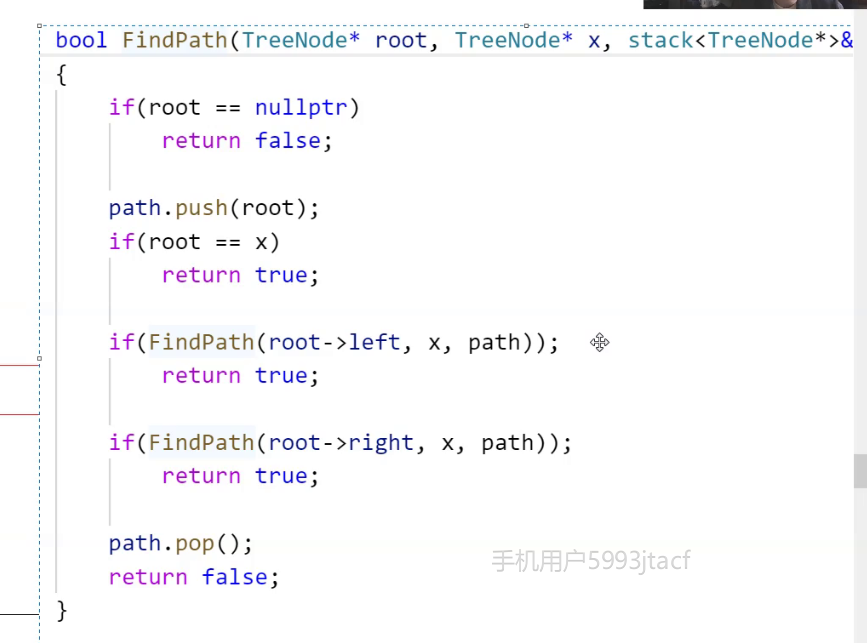 bool FindPath(TreeNode* root, TreeNode* x, stack<TreeNode*>&
{
if(root == nullptr)
return false;
path.push(root);
if(root == x)
return true;
if(FindPath(root->left, x, path));
return true;
if(FindPath(root->right, x, path));
return true;
path.pop();
return false;
}
手机用户5993jtacf